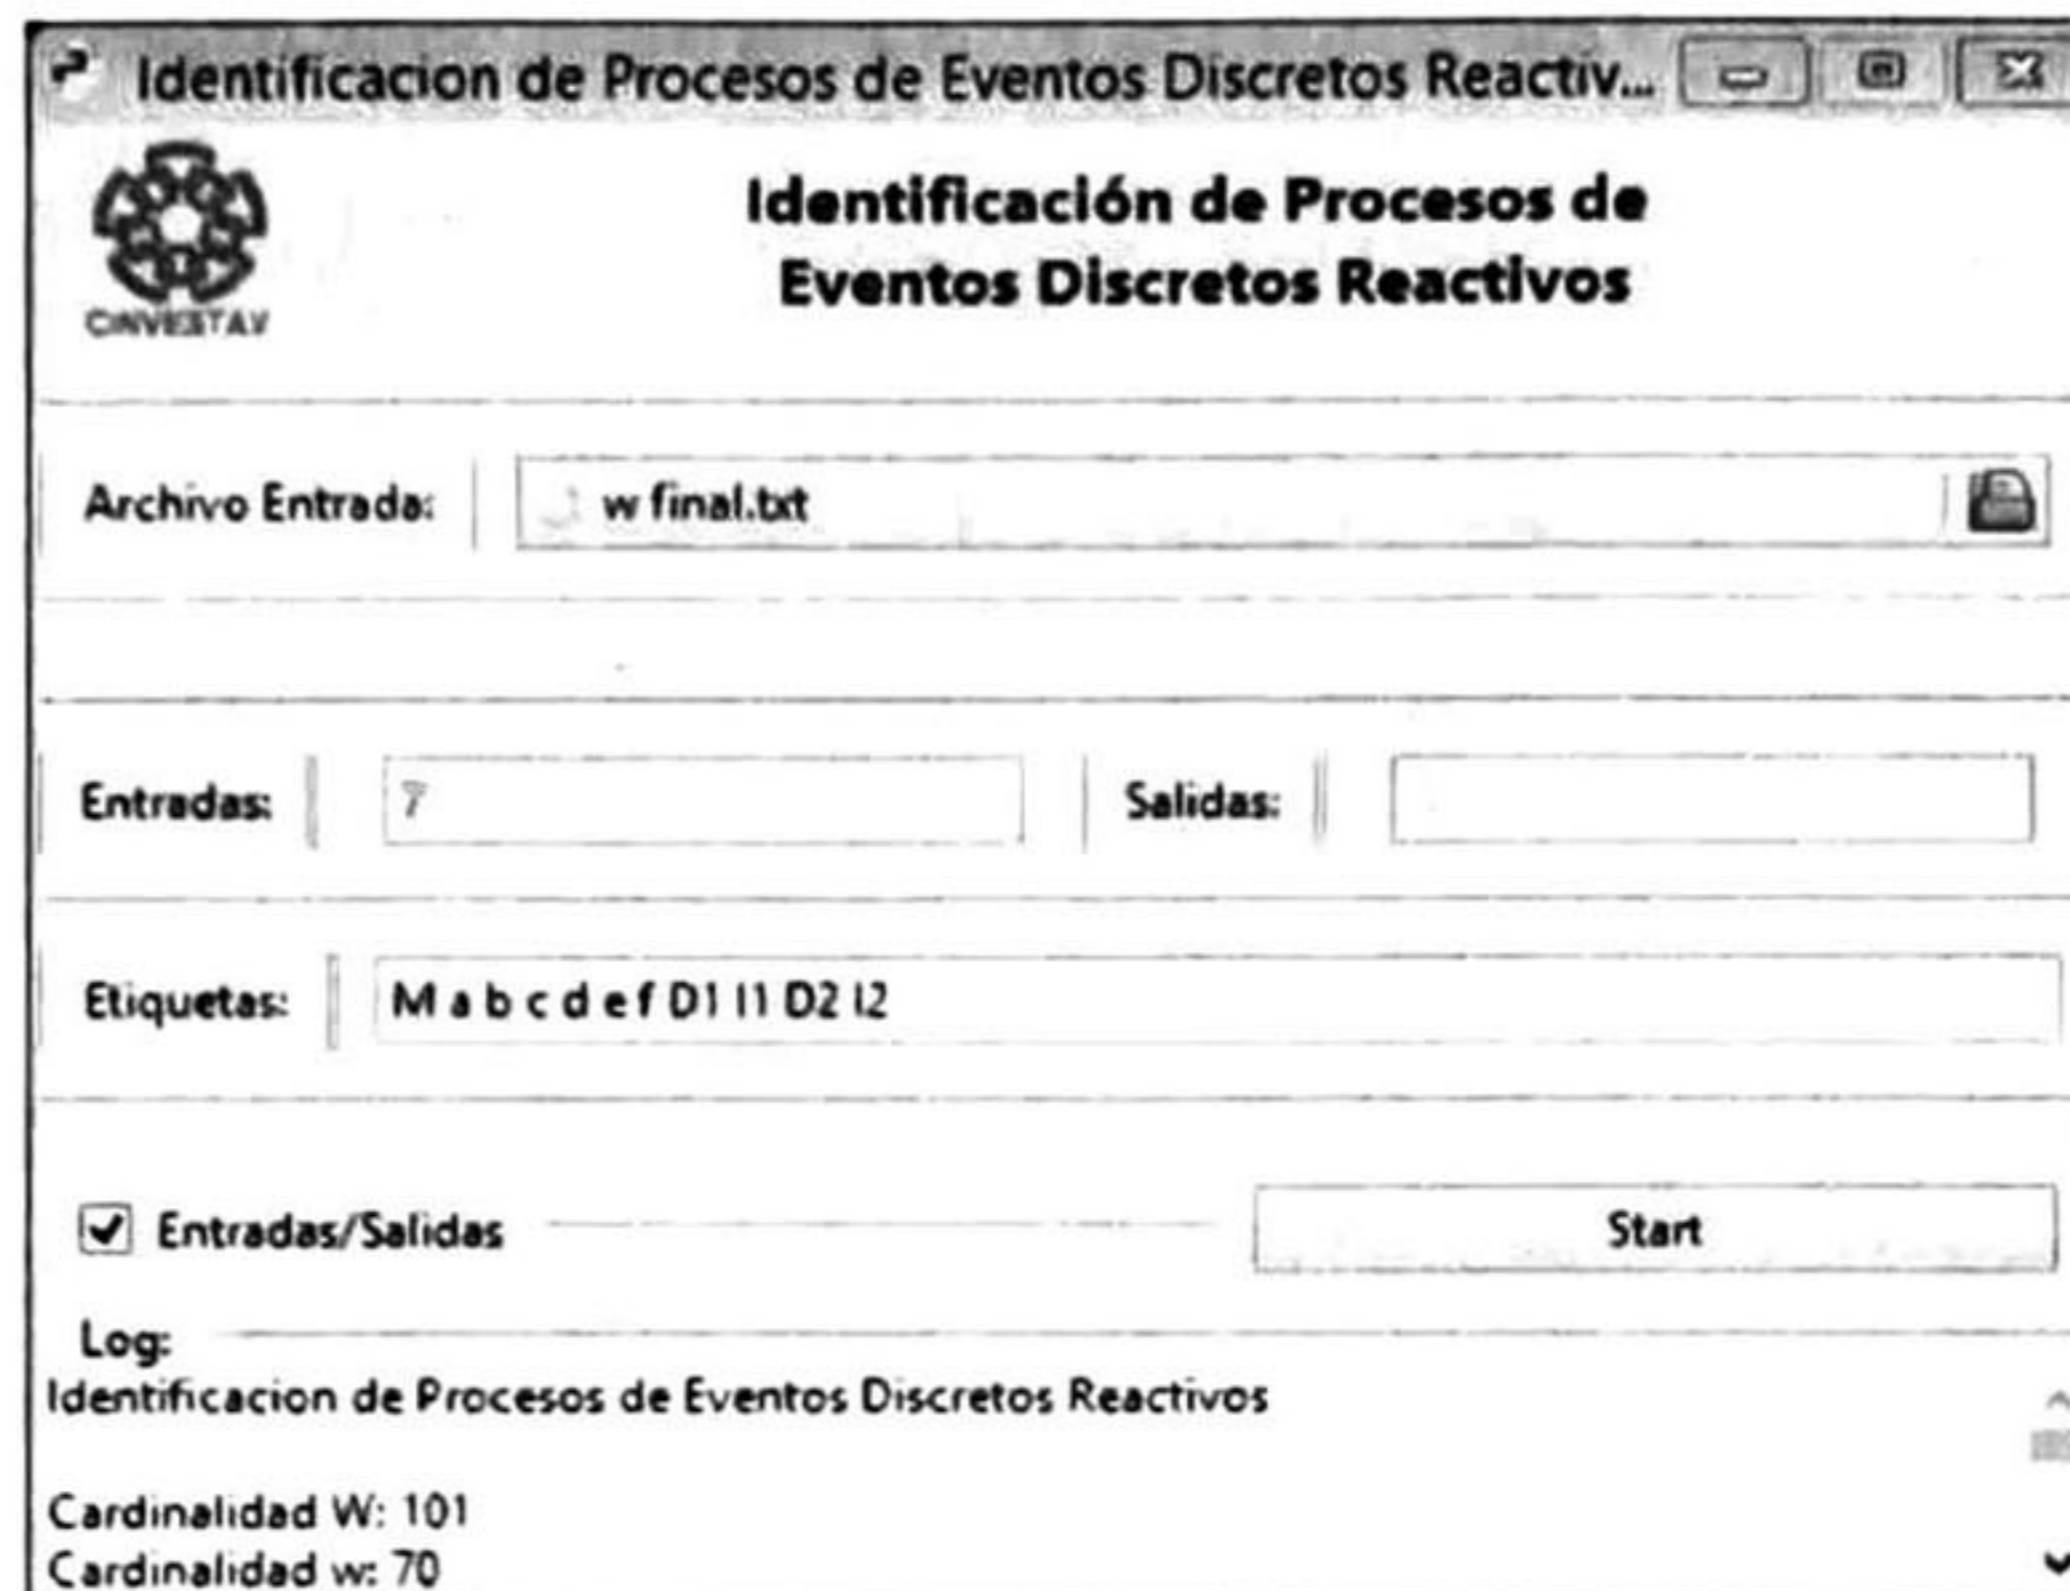 Identificacion de Procesos de Eventos Discretos Reactiv...
CINVESTAV
Identificación de Procesos de
Eventos Discretos Reactivos
Archivo Entrada: w final.txt
Entradas: 7 Salidas:
Etiquetas: M a b c d e f D1 I1 D2 I2
Entradas/Salidas Start
Log:
Identificacion de Procesos de Eventos Discretos Reactivos
Cardinalidad W: 101
Cardinalidad w: 70